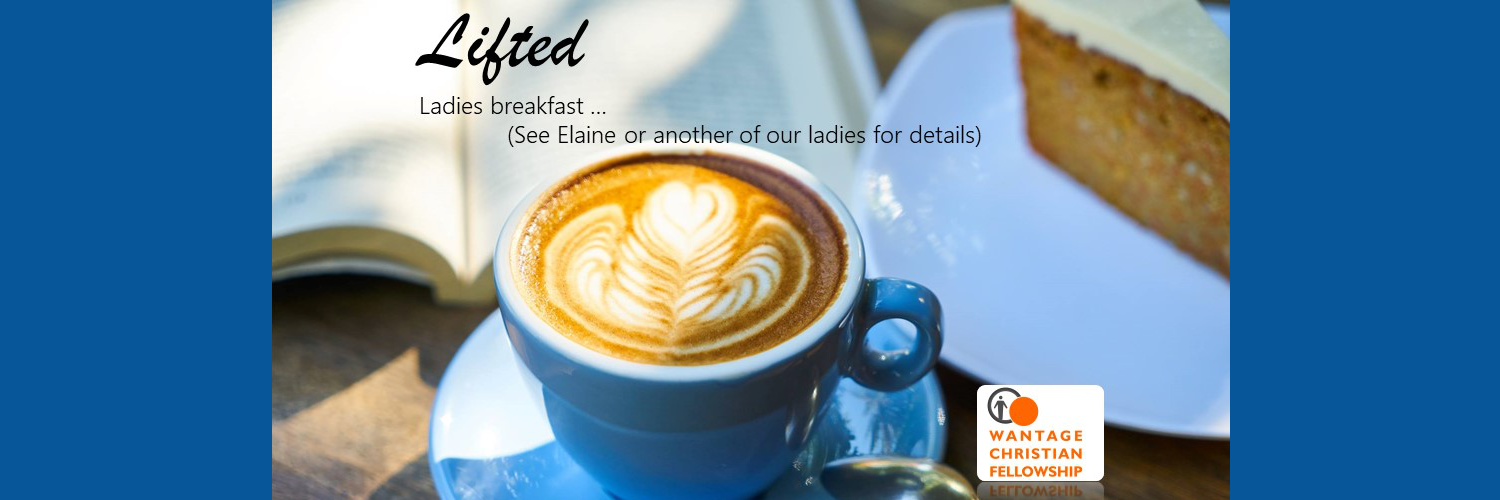 Lifted
Ladies breakfast ...
(See Elaine or another of our ladies for details)
WANTAGE
CHRISTIAN
FELLOWSHIP